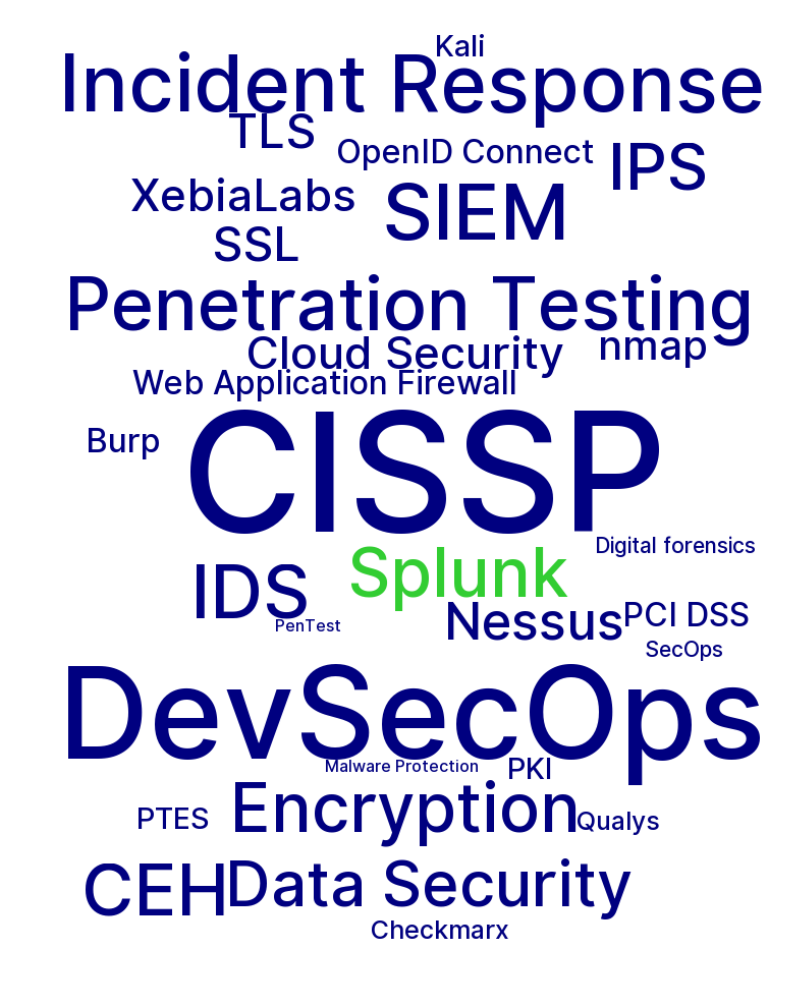 Kali
Incident Response
TLS
OpenID Connect
IPS
XebiaLabs
SIEM
SSL
Penetration Testing
Cloud Security
nmap
Web Application Firewall
Burp
CISSP
Digital forensics
Splunk
IDS
Nessus
PCI DSS
PenTest
SecOps
DevSecOps
Malware Protection
PKI
Encryption
PTES
Qualys
CEH
Data Security
Checkmarx